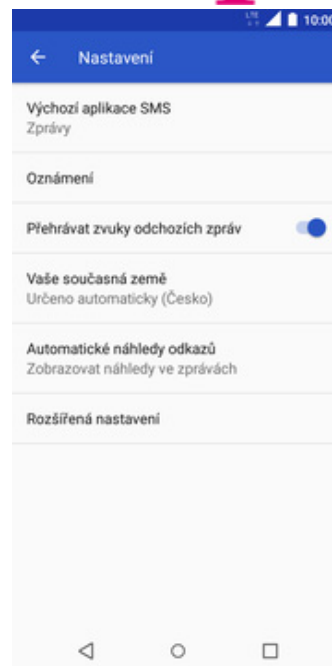 LTE 10:00
Nastavení
Výchozí aplikace SMS
Zprávy
Oznámení
Přehrávat zvuky odchozích zpráv
Vaše současná země
Určeno automaticky (Česko)
Automatické náhledy odkazů
Zobrazovat náhledy ve zprávách
Rozšířená nastavení